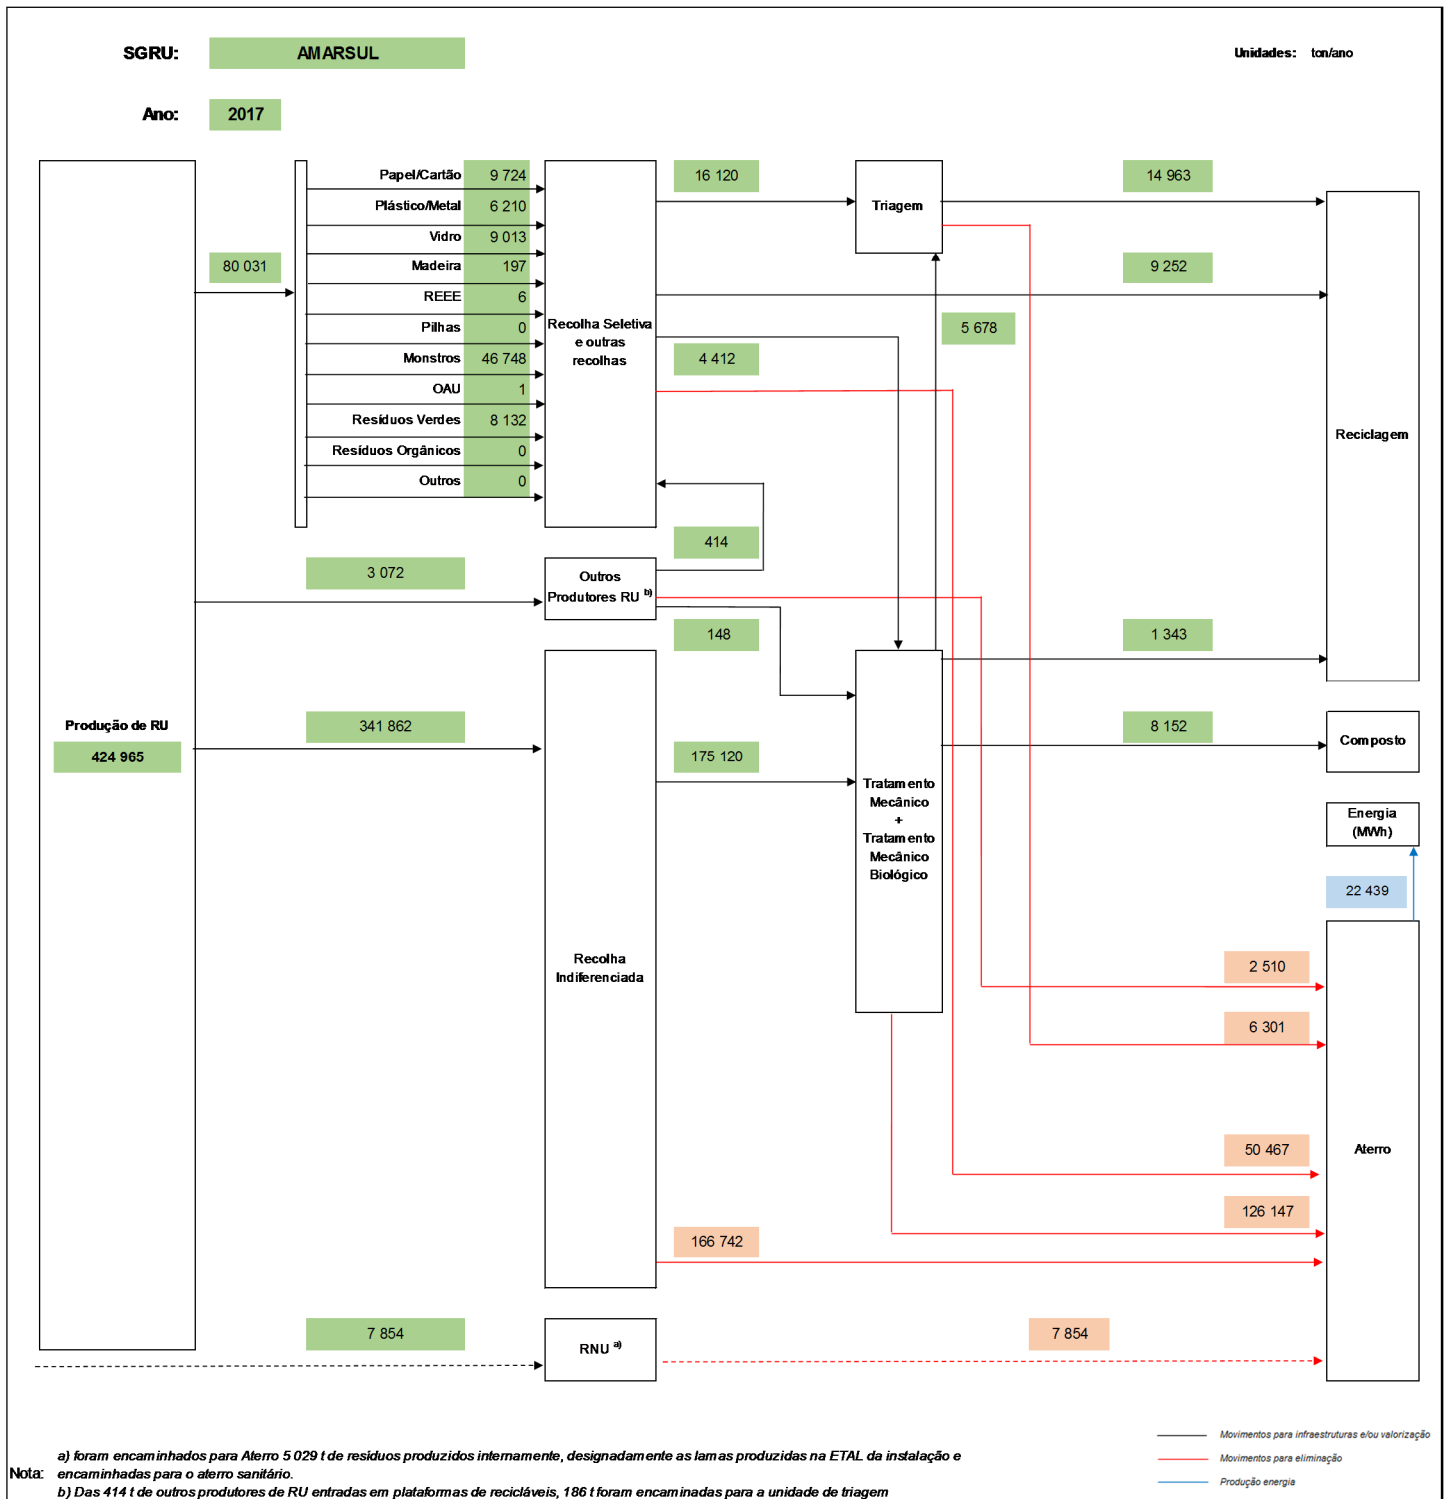 SGRU: AMARSUL Unidades: ton/ano
Ano: 2017
Papel/Cartão 9 724
Plástico/Metal 6 210
Vidro 9 013
Madeira 197
REEE 6
Pilhas 0
Monstros 46 748
OAU 1
Resíduos Verdes 8 132
Resíduos Orgânicos 0
Outros 0
80 031
Recolha Seletiva
e outras
recolhas
16 120
Triagem
14 963
9 252
5 678
4 412
Reciclagem
414
3 072
Outros
Produtores RU b)
148
1 343
Produção de RU
424 965
341 862
175 120
8 152
Composto
Tratamento
Mecânico
+
Tratamento
Mecânico
Biológico
Energia
(MWh)
22 439
Recolha
Indiferenciada
2 510
6 301
50 467
Aterro
126 147
166 742
7 854
RNU a)
7 854
Movimentos para infraestruturas e/ou valorização
Movimentos para eliminação
Produção energia
Nota:
a) foram encaminhados para Aterro 5 029 t de resíduos produzidos internamente, designadamente as lamas produzidas na ETAL da instalação e
encaminhadas para o aterro sanitário.
b) Das 414 t de outros produtores de RU entradas em plataformas de recicláveis, 186 t foram encaminadas para a unidade de triagem